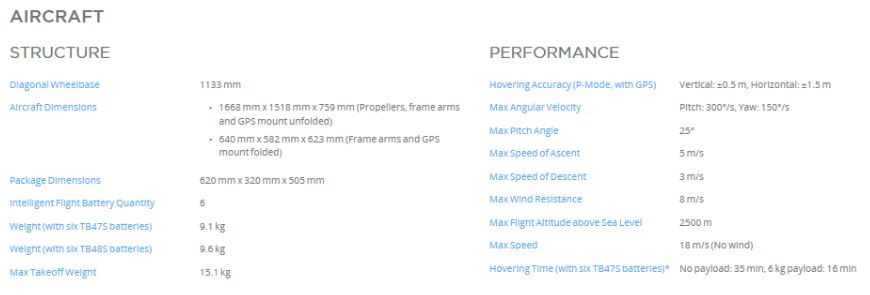 AIRCRAFT
STRUCTURE
Diagonal Wheelbase 1133 mm
Aircraft Dimensions • 1668 mm x 1518 mm x 759 mm (Propellers, frame arms
and GPS mount unfolded)
• 640 mm x 582 mm x 623 mm (Frame arms and GPS
mount folded)
Package Dimensions 620 mm x 320 mm x 505 mm
Intelligent Flight Battery Quantity 6
Weight (with six TB47S batteries) 9.1 kg
Weight (with six TB48S batteries) 9.6 kg
Max Takeoff Weight 15.1 kg
PERFORMANCE
Hovering Accuracy (P-Mode, with GPS) Vertical: ±0.5 m, Horizontal: ±1.5 m
Max Angular Velocity Pitch: 300°/s, Yaw: 150°/s
Max Pitch Angle 25°
Max Speed of Ascent 5 m/s
Max Speed of Descent 3 m/s
Max Wind Resistance 8 m/s
Max Flight Altitude above Sea Level 2500 m
Max Speed 18 m/s (No wind)
Hovering Time (with six TB47S batteries)* No payload: 35 min, 6 kg payload: 16 min